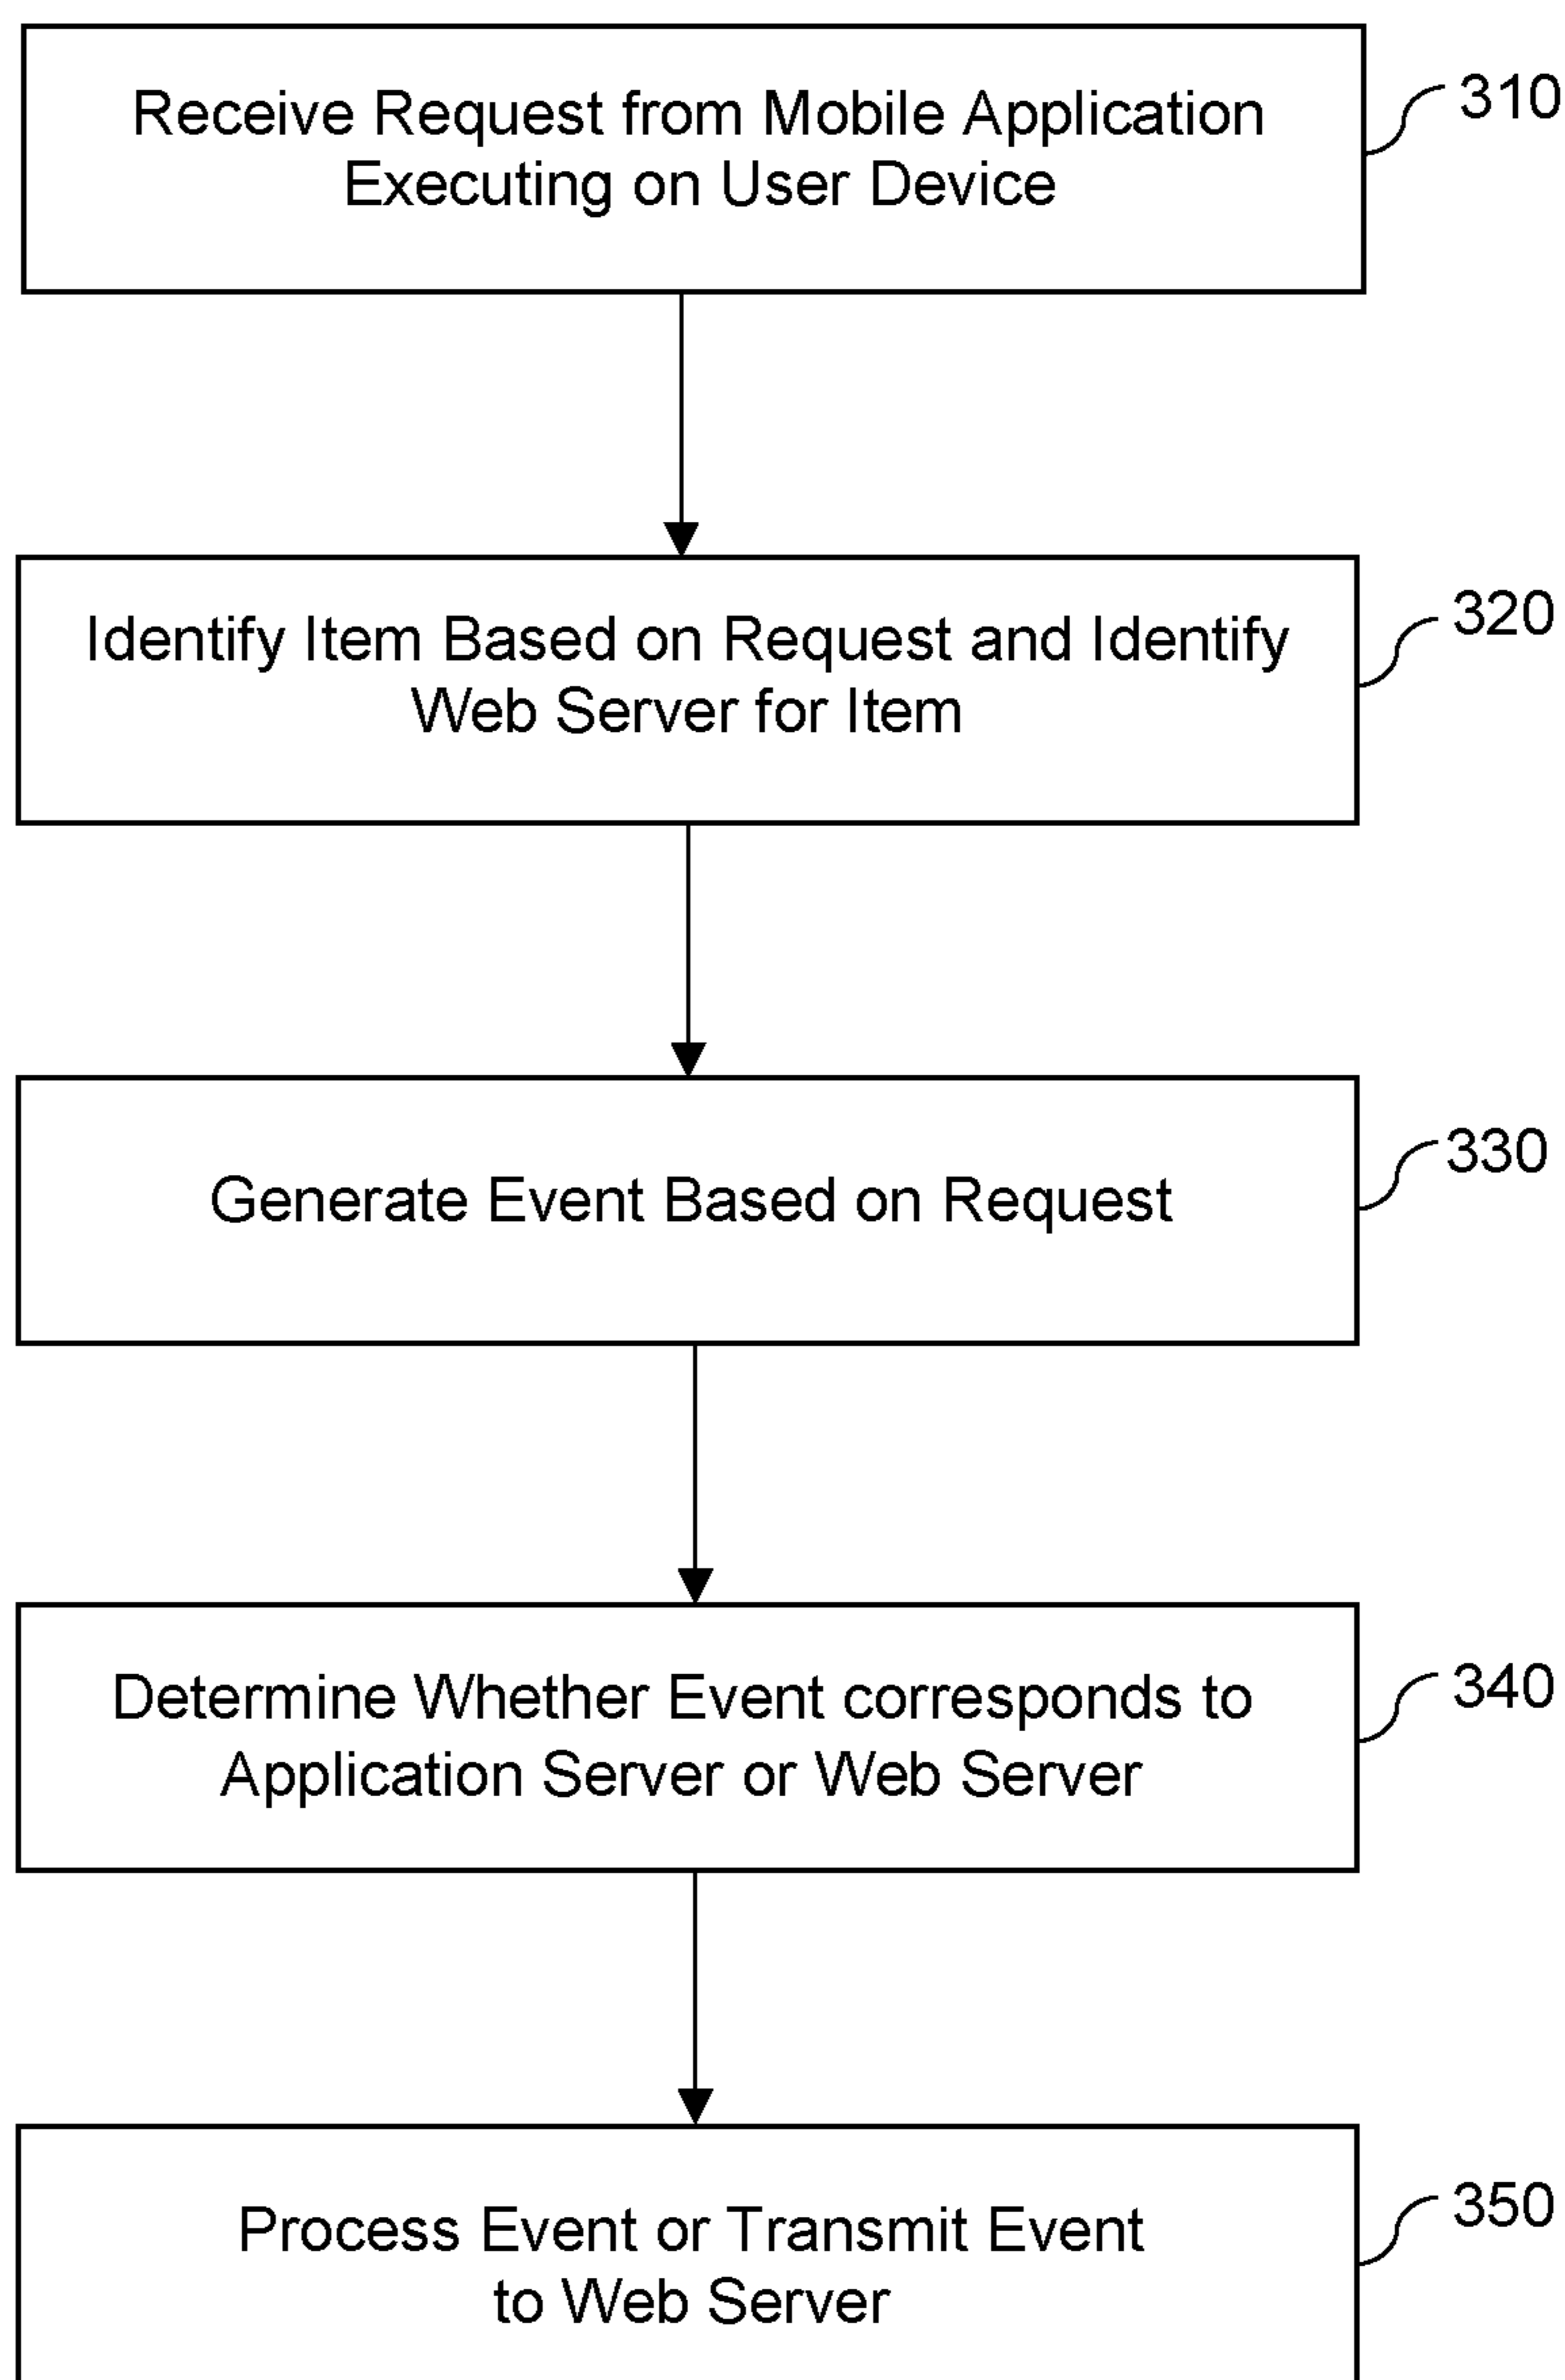 Receive Request from Mobile Application
Executing on User Device
310
Identify Item Based on Request and Identify
Web Server for Item
320
Generate Event Based on Request
330
Determine Whether Event corresponds to
Application Server or Web Server
340
Process Event or Transmit Event
to Web Server
350